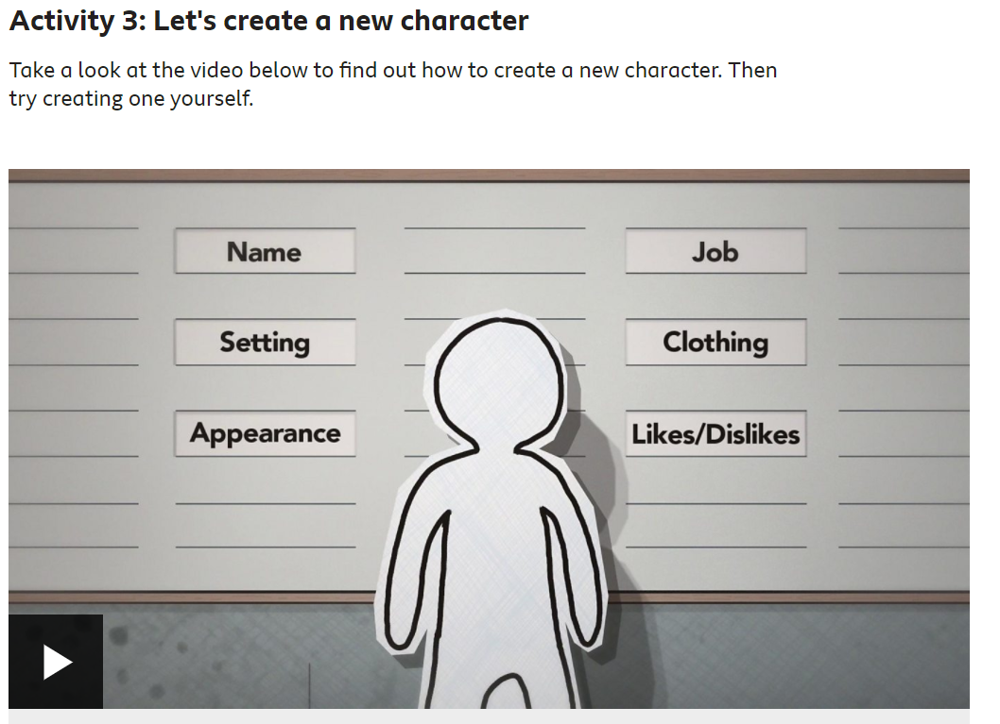 Activity 3: Let's create a new character
Take a look at the video below to find out how to create a new character. Then
try creating one yourself.
Name
Job
Setting
Clothing
Appearance
Likes/Dislikes